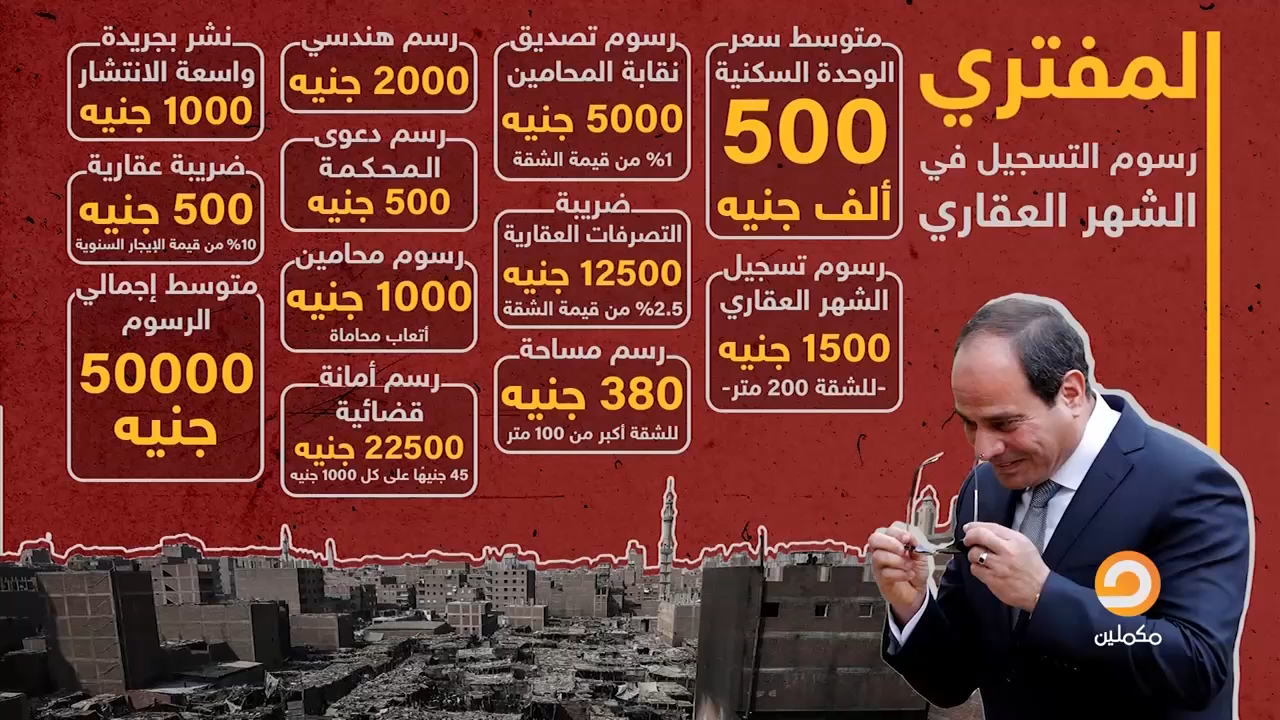 المفتري
رسوم التسجيل في
الشهر العقاري
متوسط سعر
الوحدة السكنية
500
ألف جنيه
رسوم تسجيل
الشهر العقاري
1500 جنيه
-للشقة 200 متر-
رسوم تصديق
نقابة المحامين
5000 جنيه
1% من قيمة الشقة
ضريبة
التصرفات العقارية
12500 جنيه
2.5% من قيمة الشقة
رسم مساحة
380 جنيه
للشقة أكبر من 100 متر
رسم هندسي
2000 جنيه
رسم دعوى
المحكمة
500 جنيه
رسوم محامين
1000 جنيه
أتعاب محاماة
رسم أمانة
قضائية
22500 جنيه
45 جنيهًا على كل 1000 جنيه
نشر بجريدة
واسعة الانتشار
1000 جنيه
ضريبة عقارية
500 جنيه
10% من قيمة الإيجار السنوية
متوسط إجمالي
الرسوم
50000
جنيه
مكملين